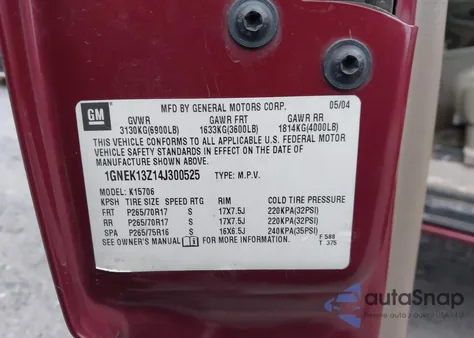 MFD BY GENERAL MOTORS CORP. 05/04
GM
GVWR GAWR FRT GAWR RR
3130KG(6900LB) 1633KG(3600LB) 1814KG(4000LB)
THIS VEHICLE CONFORMS TO ALL APPLICABLE U.S. FEDERAL MOTOR
VEHICLE SAFETY STANDARDS IN EFFECT ON THE DATE OF
MANUFACTURE SHOWN ABOVE.
1GNEK13Z14J300525 TYPE: M.P.V.
MODEL: K15706
KPSH TIRE SIZE SPEED RTG RIM COLD TIRE PRESSURE
FRT P265/70R17 S 17X7.5J 220KPA(32PSI)
RR P265/70R17 S 17X7.5J 220KPA(32PSI)
SPA P265/75R16 S 16X6.5J 240KPA(35PSI)
SEE OWNER'S MANUAL FOR MORE INFORMATION.
F 588
T 375
autoSnap